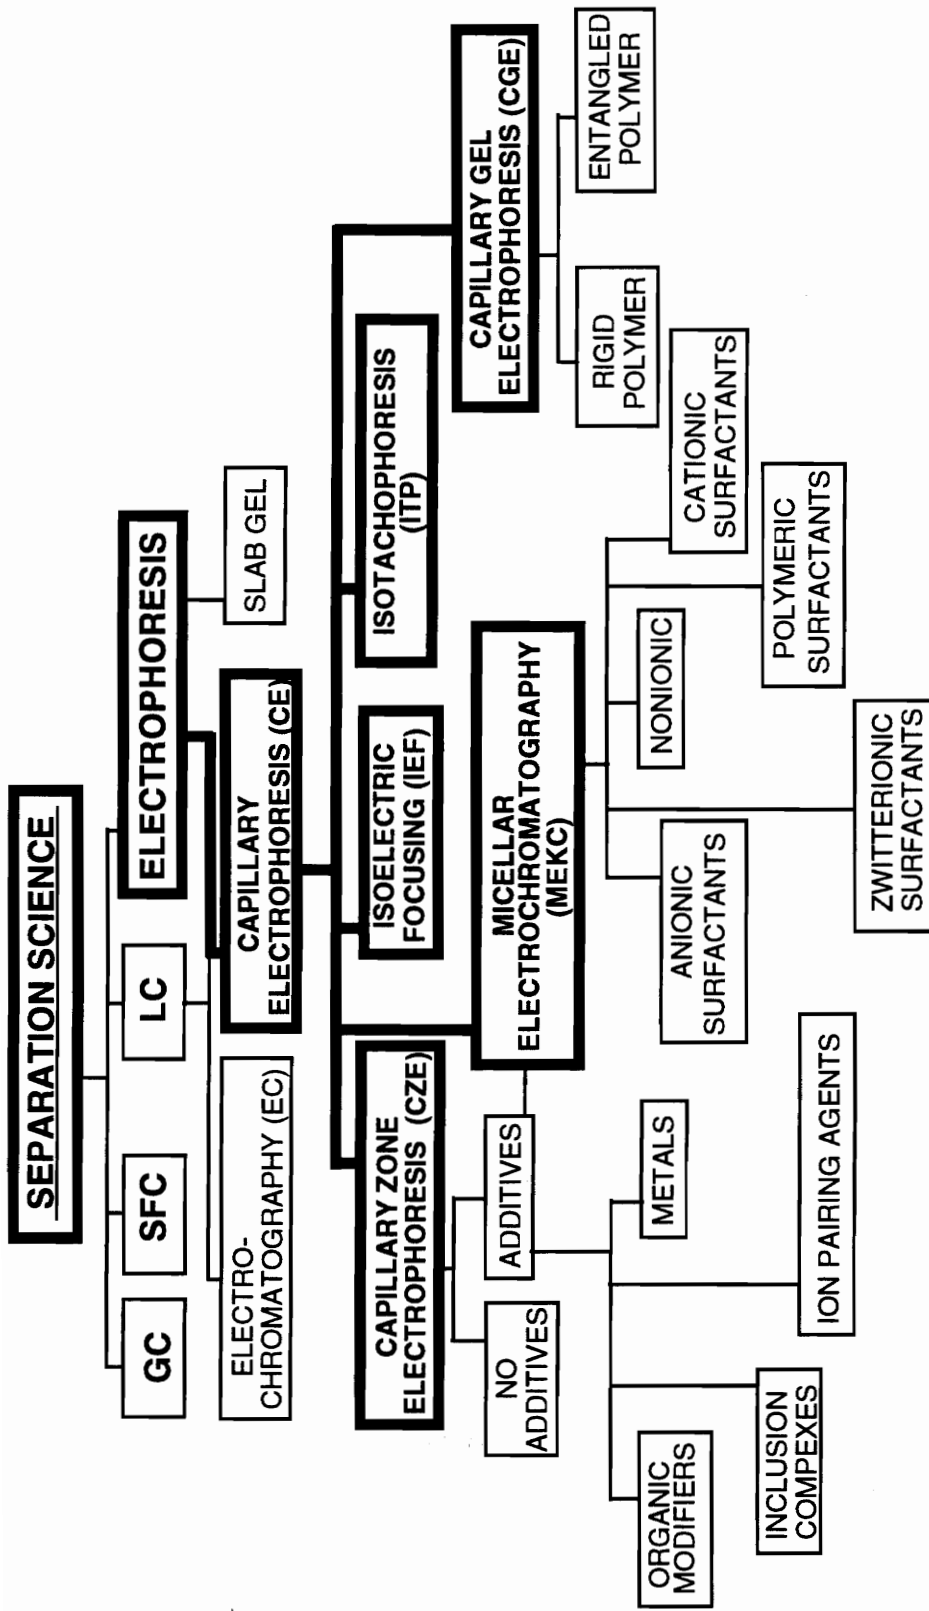 SEPARATION SCIENCE
GC
SFC
LC
ELECTROPHORESIS
ELECTRO-
CHROMATOGRAPHY (EC)
CAPILLARY
ELECTROPHORESIS (CE)
SLAB GEL
CAPILLARY ZONE
ELECTROPHORESIS (CZE)
ISOELECTRIC
FOCUSING (IEF)
ISOTACHOPHORESIS
(ITP)
CAPILLARY GEL
ELECTROPHORESIS (CGE)
NO
ADDITIVES
ADDITIVES
MICELLAR
ELECTROCHROMATOGRAPHY
(MEKC)
RIGID
POLYMER
ENTANGLED
POLYMER
ORGANIC
MODIFIERS
METALS
ANIONIC
SURFACTANTS
NONIONIC
CATIONIC
SURFACTANTS
INCLUSION
COMPEXES
ION PAIRING AGENTS
POLYMERIC
SURFACTANTS
ZWITTERIONIC
SURFACTANTS